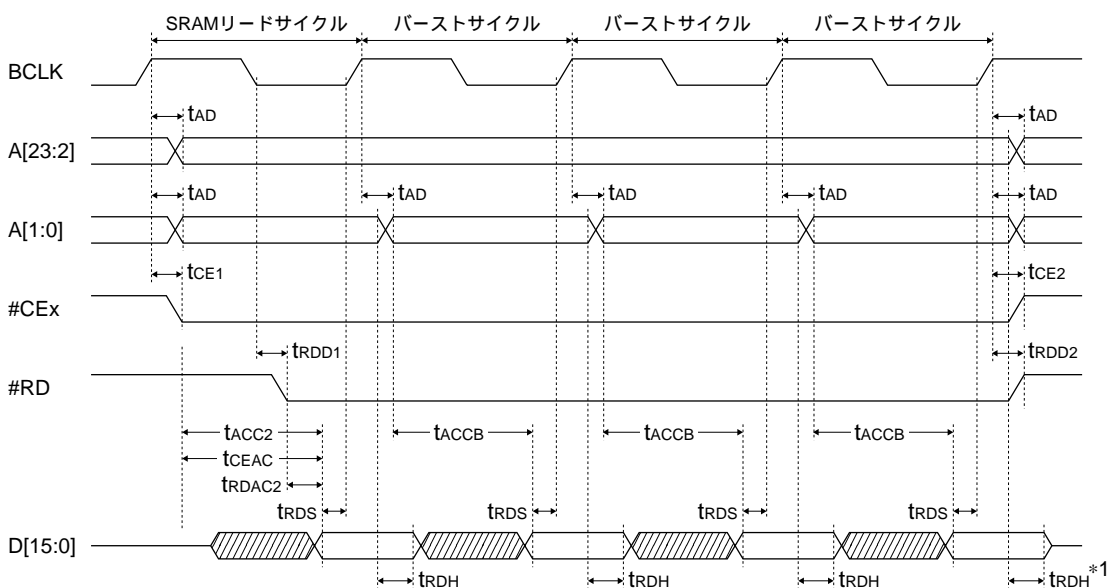 SRAMリードサイクル バーストサイクル バーストサイクル バーストサイクル
BCLK
tAD tAD
A[23:2]
tAD tAD tAD tAD tAD
A[1:0]
tCE1 tCE2
#CEx
tRDD1 tRDD2
#RD
tACC2 tACCB tACCB tACCB
tCEAC
tRDAC2
tRDS tRDS tRDS tRDS
D[15:0]
tRDH tRDH tRDH tRDH*1